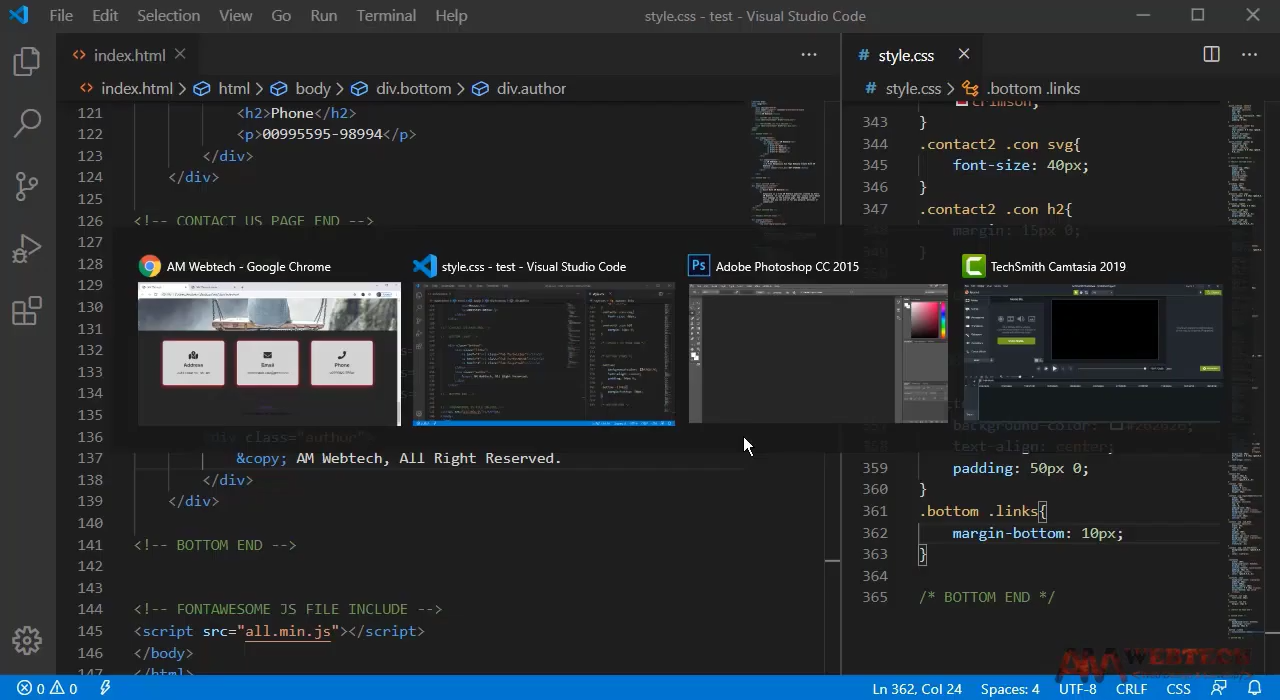 File Edit Selection View Go Run Terminal Help
style.css - test - Visual Studio Code
index.html
style.css
index.html > html > body > div.bottom > div.author
style.css > .bottom .links
121 <h2>Phone</h2>
122 <p>00995595-98994</p>
123 </div>
124 </div>
125
126 <!-- CONTACT US PAGE END -->
127
128
129
130
131
132
133
134
135
136 <div class="author"
137 &copy; AM Webtech, All Right Reserved.
138 </div>
139 </div>
140
141 <!-- BOTTOM END -->
142
143
144 <!-- FONTAWESOME JS FILE INCLUDE -->
145 <script src="all.min.js"></script>
146 </body>
147 </html>
crimson;
343 }
344 .contact2 .con svg{
345 font-size: 40px;
346 }
347 .contact2 .con h2{
margin: 15px 0;
background-color: #262626;
text-align: center;
359 padding: 50px 0;
360 }
361 .bottom .links{
362 margin-bottom: 10px;
363 }
364
365 /* BOTTOM END */
AM Webtech - Google Chrome
style.css - test - Visual Studio Code
Adobe Photoshop CC 2015
TechSmith Camtasia 2019
Address
Email
Phone
0 0
Ln 362, Col 24 Spaces: 4 UTF-8 CRLF CSS
AM WEBTECH